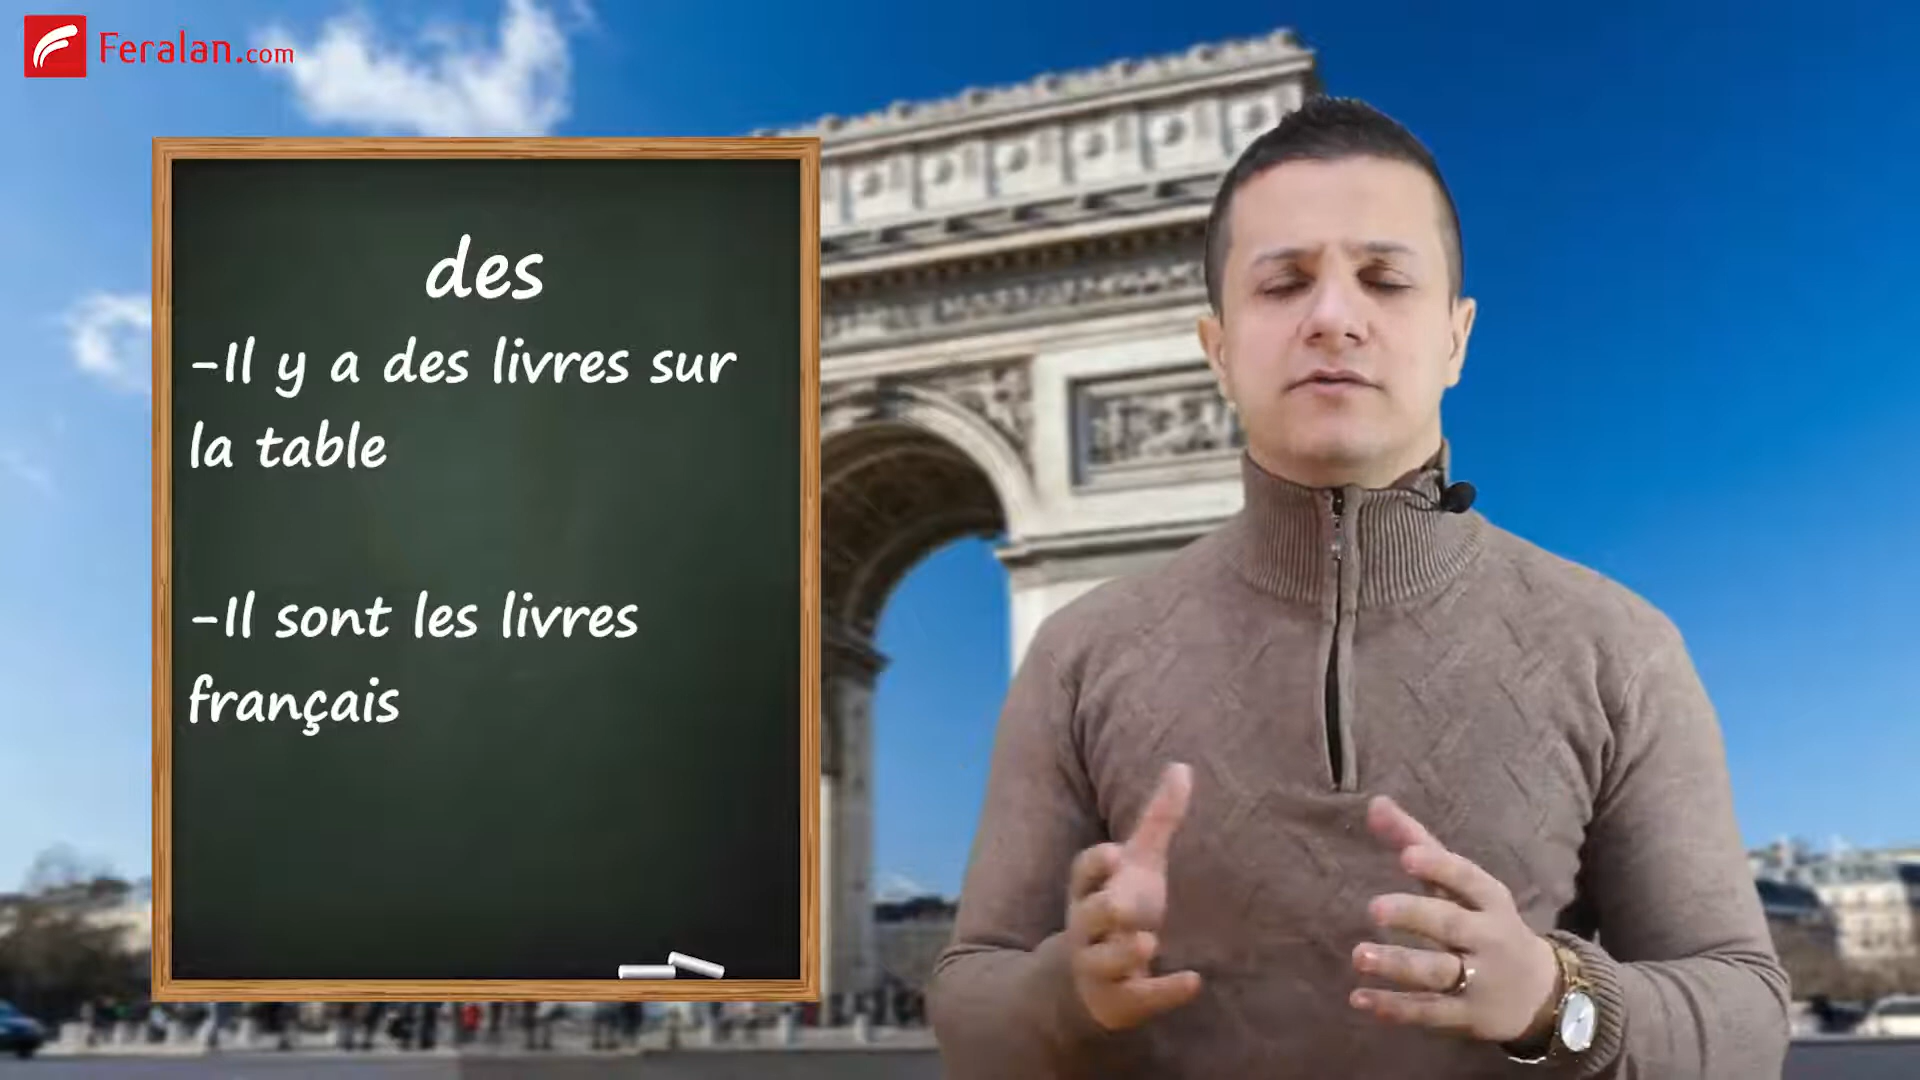 Feralan.com
des
-Il y a des livres sur
la table
-Il sont les livres
français